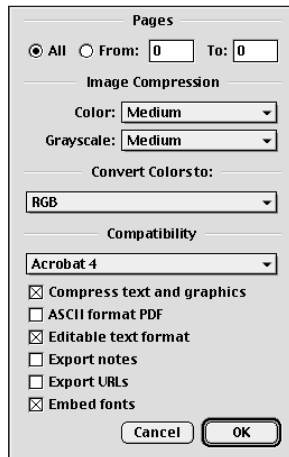 Pages
All From: 0 To: 0
Image Compression
Color: Medium
Grayscale: Medium
Convert Colors to:
RGB
Compatibility
Acrobat 4
Compress text and graphics
ASCII format PDF
Editable text format
Export notes
Export URLs
Embed fonts
Cancel OK